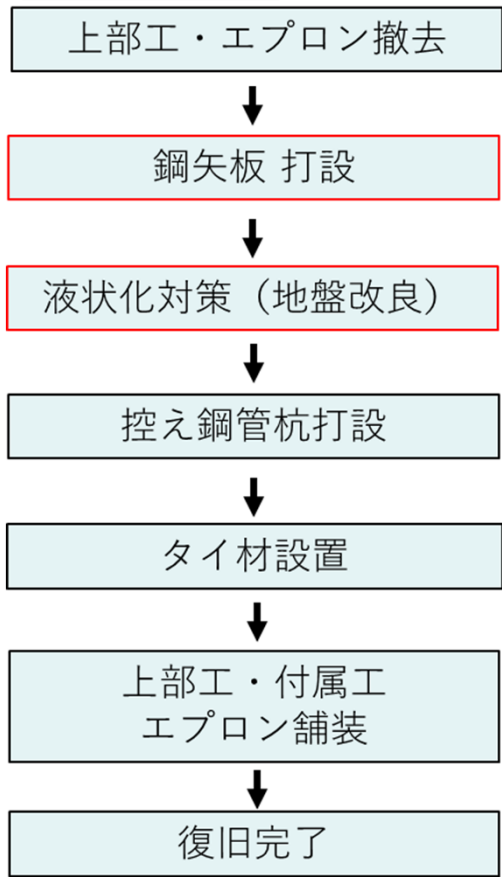 上部工・エプロン撤去
鋼矢板 打設
液状化対策（地盤改良）
控え鋼管杭打設
タイ材設置
上部工・付属工
エプロン舗装
復旧完了